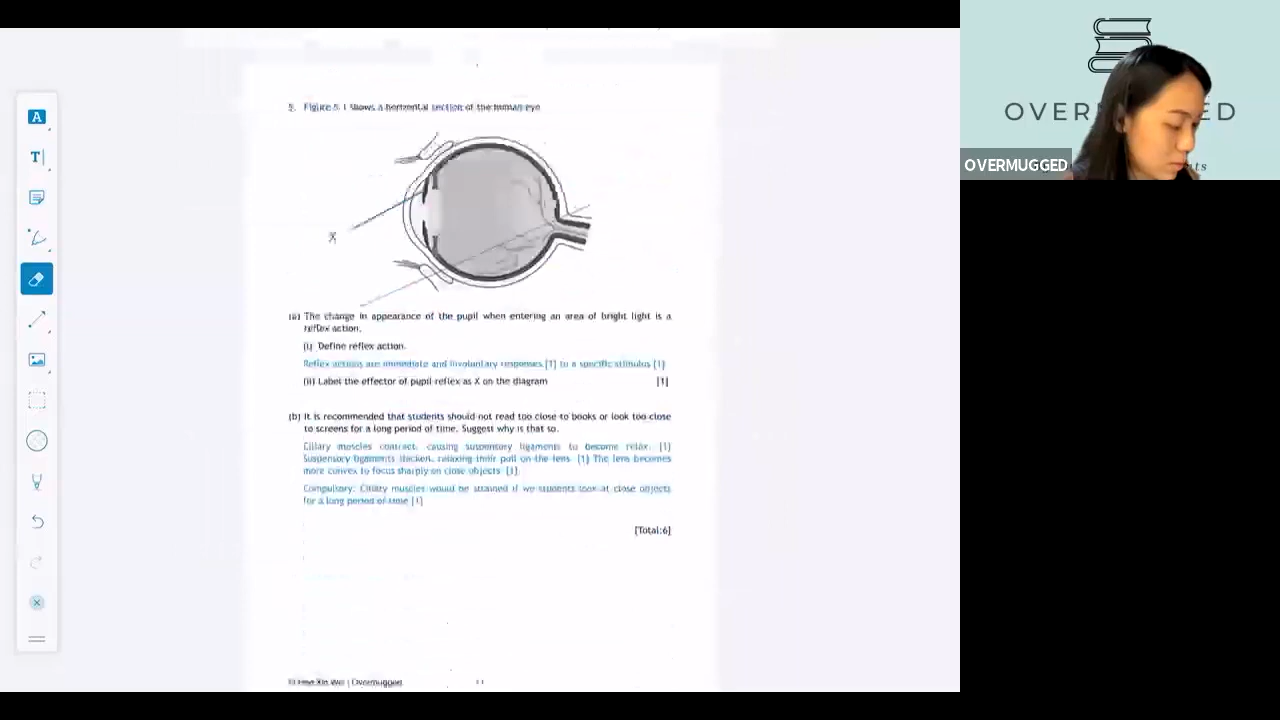 5. Figure 5.1 shows a horizontal section of the human eye
X
(a) The change in appearance of the pupil when entering an area of bright light is a
reflex action.
(i) Define reflex action.
Reflex actions are immediate and involuntary responses [1] to a specific stimulus [1]
(ii) Label the effector of pupil reflex as X on the diagram [1]
(b) It is recommended that students should not read too close to books or look too close
to screens for a long period of time. Suggest why is that so.
Ciliary muscles contract, causing suspensory ligaments to become relax. [1]
Suspensory ligaments slacken, relaxing their pull on the lens. [1] The lens becomes
more convex to focus sharply on close objects [1].
Compulsory: Ciliary muscles would be strained if we students look at close objects
for a long period of time [1]
[Total:6]
| Overmugged
11
OVER ED
OVERMUGGED
ts
A
T